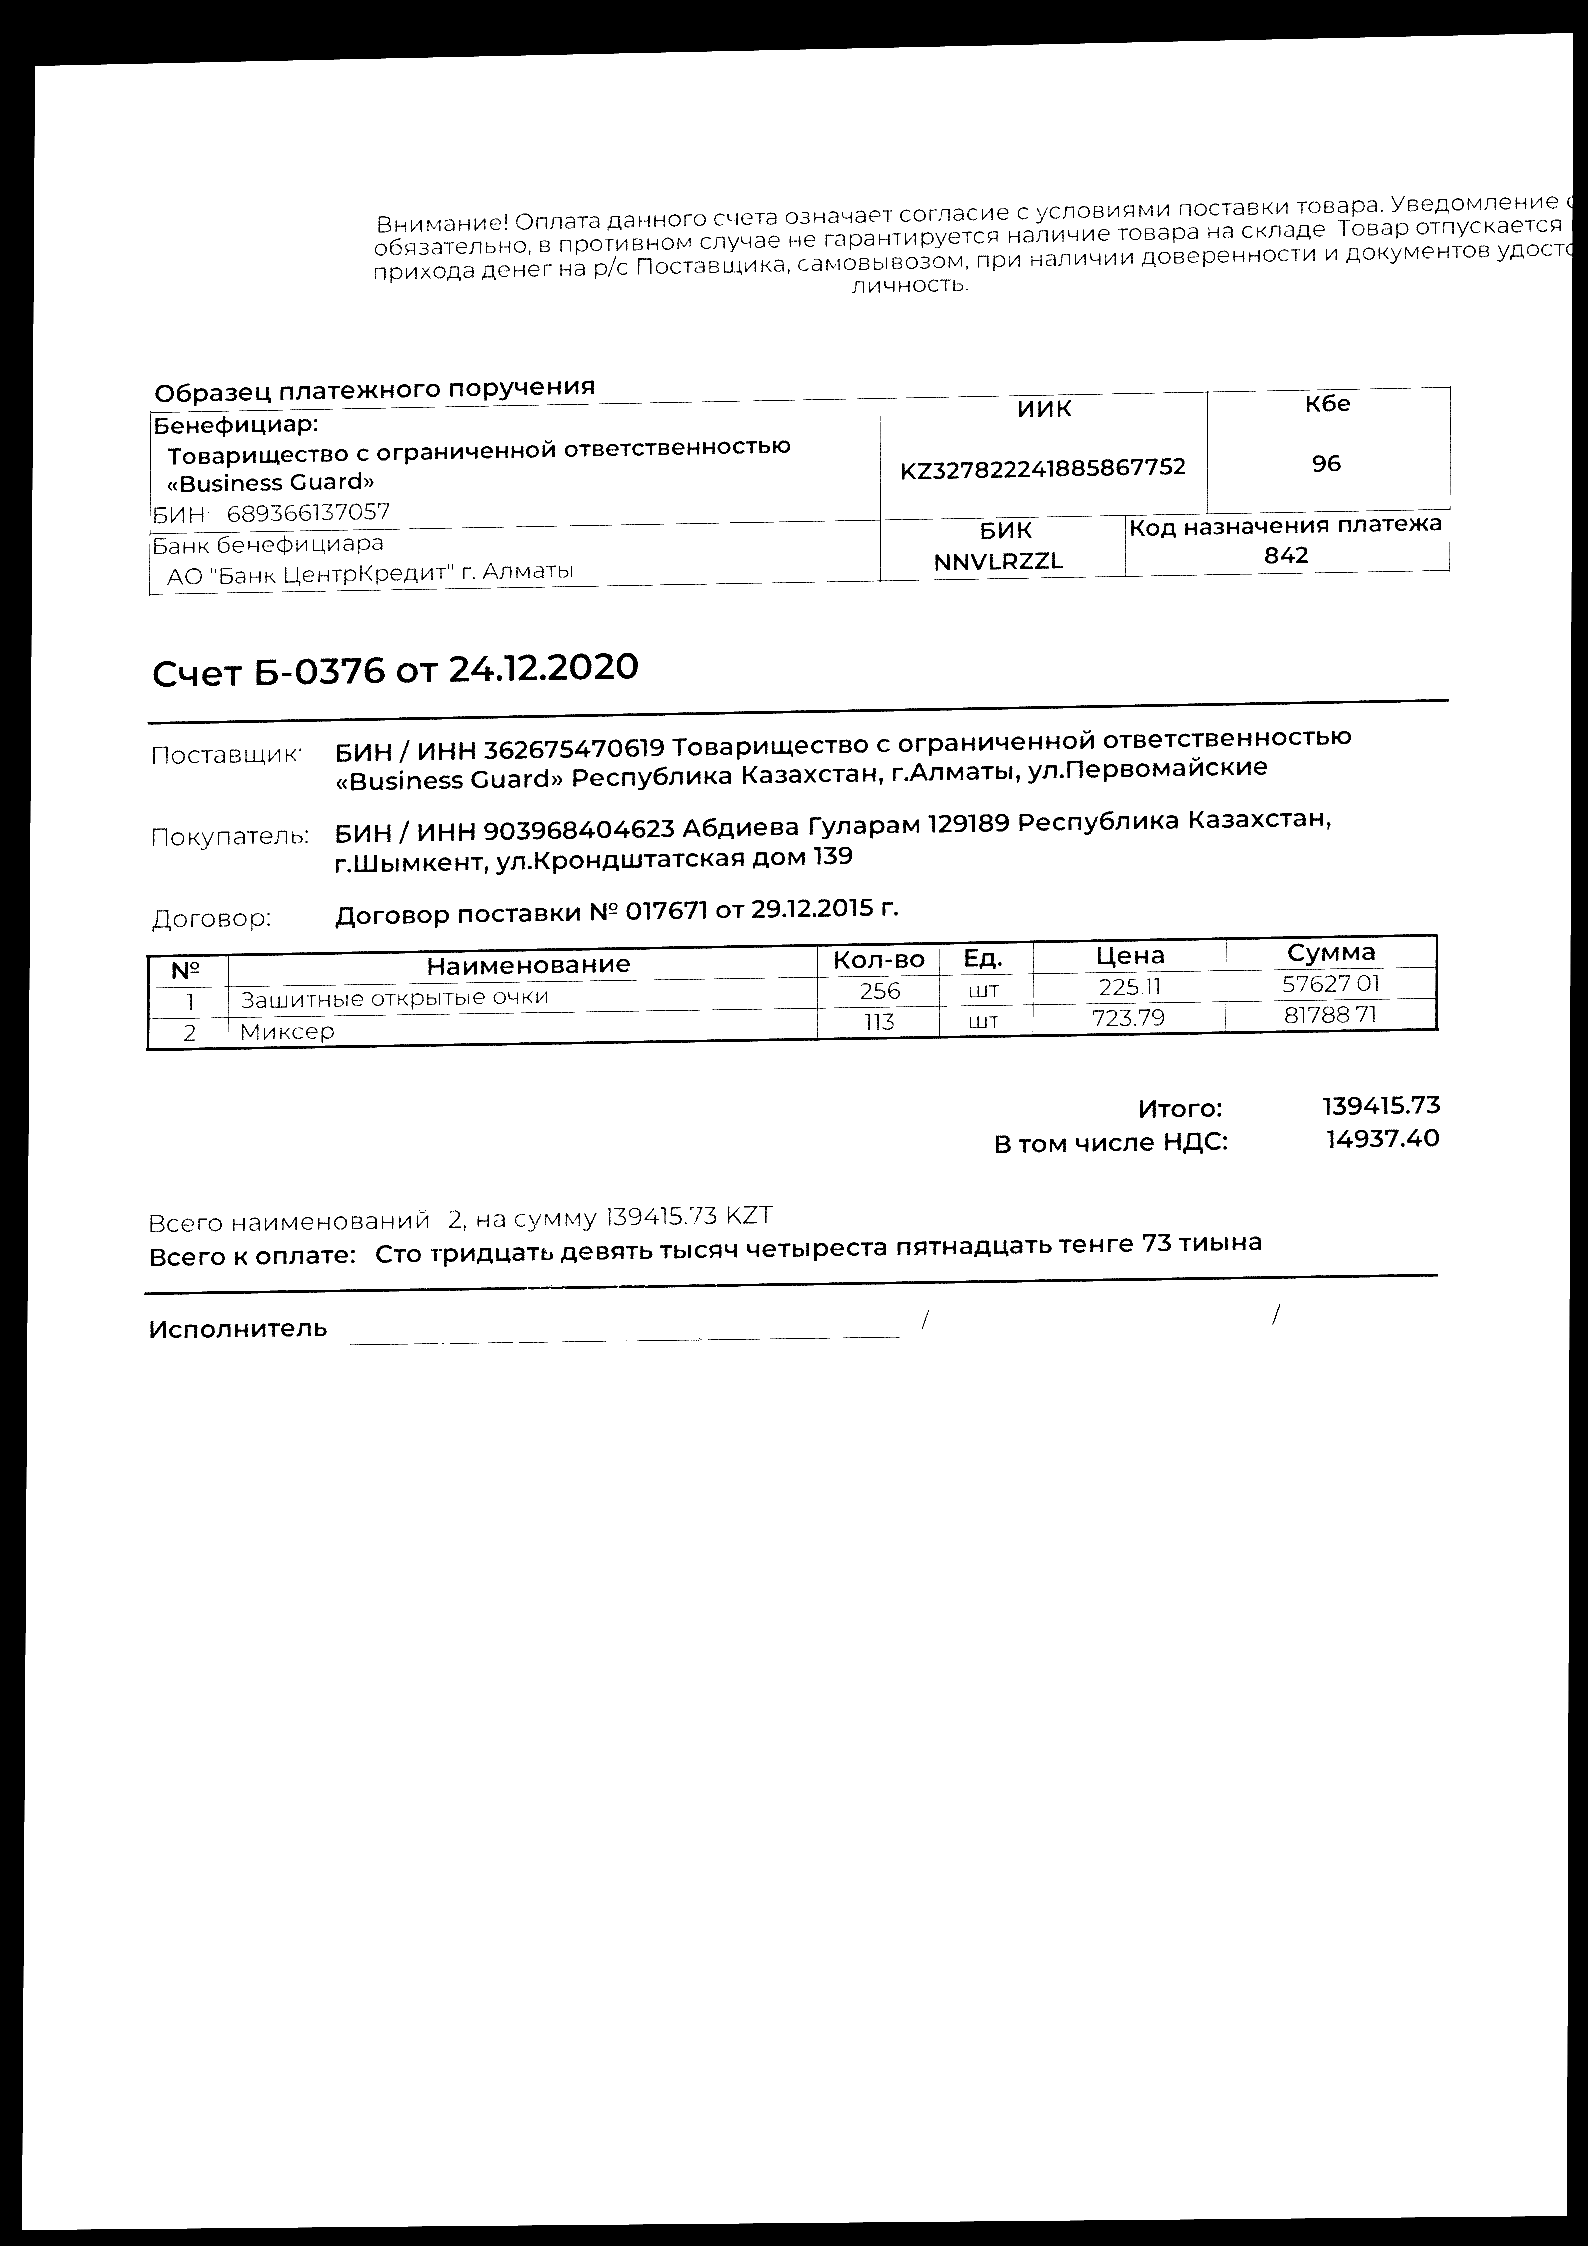 Внимание! Оплата данного счета означает согласие с условиями поставки товара. Уведомление
обязательно, в противном случае не гарантируется наличие товара на складе Товар отпускается
прихода денег на р/с Поставщика, самовывозом, при наличии доверенности и документов
личность.
Образец платежного поручения
Бенефициар: ИИК Кбе
Товарищество с ограниченной ответственностью
«Business Guard» KZ327822241885867752 96
БИН 689366137057
Банк бенефициара БИК Код назначения платежа
АО "Банк ЦентрКредит" г. Алматы NNVLRZZL 842
Счет Б-0376 от 24.12.2020
Поставщик: БИН / ИНН 362675470619 Товарищество с ограниченной ответственностью
«Business Guard» Республика Казахстан, г.Алматы, ул.Первомайские
Покупатель: БИН / ИНН 903968404623 Абдиева Гуларам 129189 Республика Казахстан,
г.Шымкент, ул.Крондштатская дом 139
Договор: Договор поставки № 017671 от 29.12.2015 г.
№ Наименование Кол-во Ед. Цена Сумма
1 Зашитные открытые очки 256 шт 225.11 57627 01
2 Миксер 113 шт 723.79 81788 71
Итого: 139415.73
В том числе НДС: 14937.40
Всего наименований 2, на сумму 139415.73 KZT
Всего к оплате: Сто тридцать девять тысяч четыреста пятнадцать тенге 73 тиына
Исполнитель / /